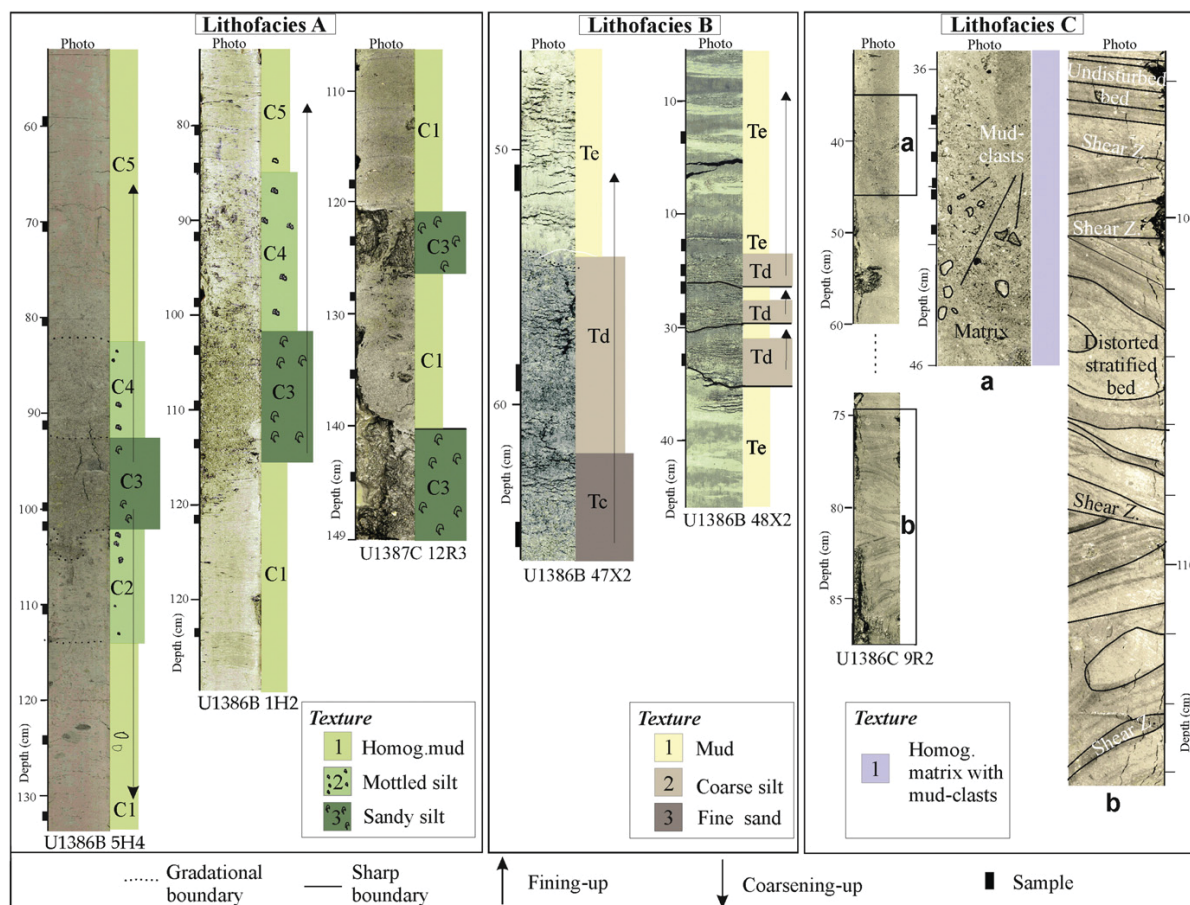 Lithofacies A
Photo
60
70
80
90
100
110
120
130
Depth (cm)
C5
C4
C3
C2
C1
U1386B 5H4
Photo
80
90
100
110
120
120
Depth (cm)
C5
C4
C3
C1
U1386B 1H2
Photo
110
120
130
140
149
Depth (cm)
C1
C3
C1
C3
U1387C 12R3
Texture
1 Homog.mud
2 Mottled silt
3 Sandy silt
Lithofacies B
Photo
50
60
Depth (cm)
Te
Td
Tc
U1386B 47X2
Photo
10
10
30
40
Depth (cm)
Te
Te
Td
Td
Td
Te
U1386B 48X2
Texture
1 Mud
2 Coarse silt
3 Fine sand
Lithofacies C
Photo
40
50
60
Depth (cm)
a
75
80
85
Depth (cm)
b
U1386C 9R2
Photo
36
46
Depth (cm)
Mud-
clasts
Matrix
a
Photo
Undisturbed
bed
Shear Z.
Shear Z.
Distorted
stratified
bed
Shear Z.
Shear Z.
110
Depth (cm)
b
Texture
1 Homog.
matrix with
mud-clasts
Gradational
boundary
Sharp
boundary
Fining-up
Coarsening-up
Sample